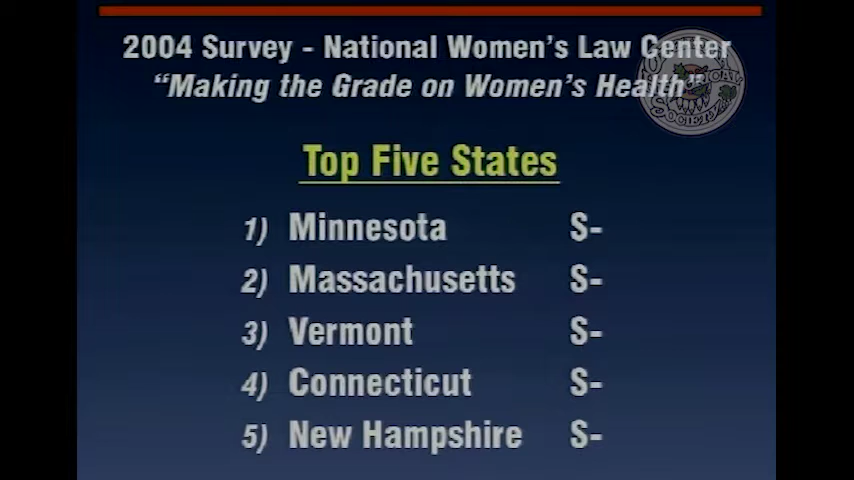 2004 Survey - National Women's Law Center
"Making the Grade on Women's Health"
Top Five States
1) Minnesota S-
2) Massachusetts S-
3) Vermont S-
4) Connecticut S-
5) New Hampshire S-
SOCIETY